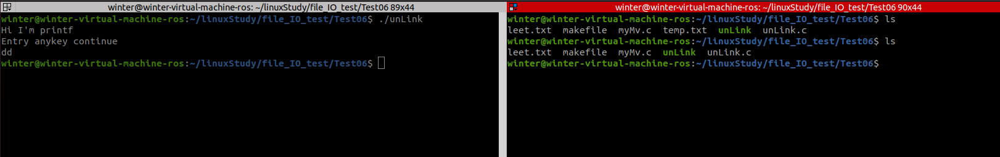 winter@winter-virtual-machine-ros: ~/linuxStudy/file_IO_test/Test06 89x44
winter@winter-virtual-machine-ros:~/linuxStudy/file_IO_test/Test06$ ./unLink
Hi I'm printf
Entry anykey continue
dd
winter@winter-virtual-machine-ros:~/linuxStudy/file_IO_test/Test06$
winter@winter-virtual-machine-ros: ~/linuxStudy/file_IO_test/Test06 90x44
winter@winter-virtual-machine-ros:~/linuxStudy/file_IO_test/Test06$ ls
leet.txt  makefile  myMv.c  temp.txt  unLink  unLink.c
winter@winter-virtual-machine-ros:~/linuxStudy/file_IO_test/Test06$ ls
leet.txt  makefile  myMv.c  unLink  unLink.c
winter@winter-virtual-machine-ros:~/linuxStudy/file_IO_test/Test06$